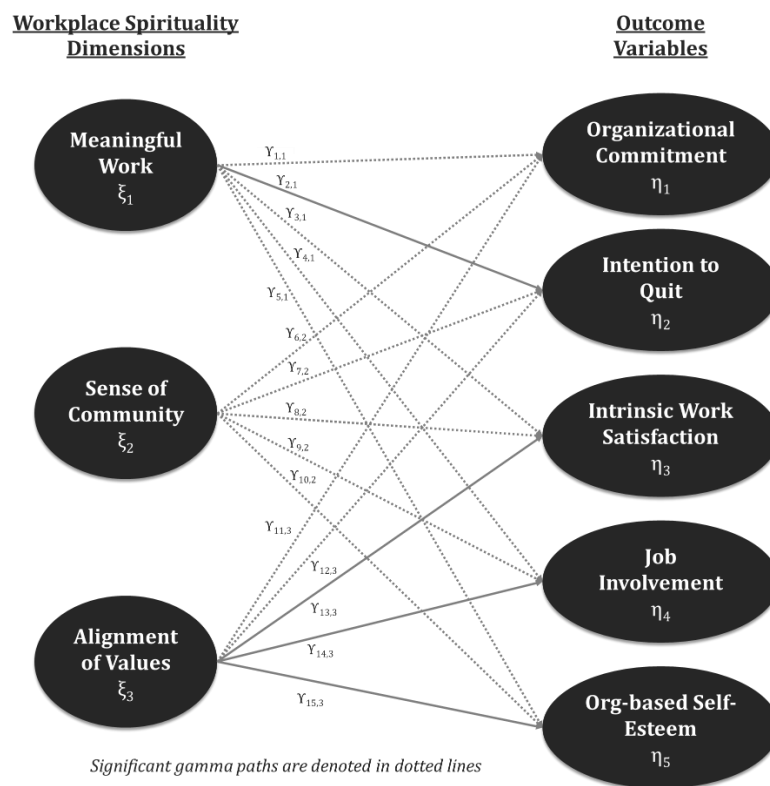 Workplace Spirituality
Dimensions
Outcome
Variables
Meaningful
Work
ξ₁
Sense of
Community
ξ₂
Alignment
of Values
ξ₃
ϒ₁,₁
ϒ₂,₁
ϒ₃,₁
ϒ₄,₁
ϒ₅,₁
ϒ₆,₂
ϒ₇,₂
ϒ₈,₂
ϒ₉,₂
ϒ₁₀,₂
ϒ₁₁,₃
ϒ₁₂,₃
ϒ₁₃,₃
ϒ₁₄,₃
ϒ₁₅,₃
Organizational
Commitment
η₁
Intention to
Quit
η₂
Intrinsic Work
Satisfaction
η₃
Job
Involvement
η₄
Org-based Self-
Esteem
η₅
Significant gamma paths are denoted in dotted lines